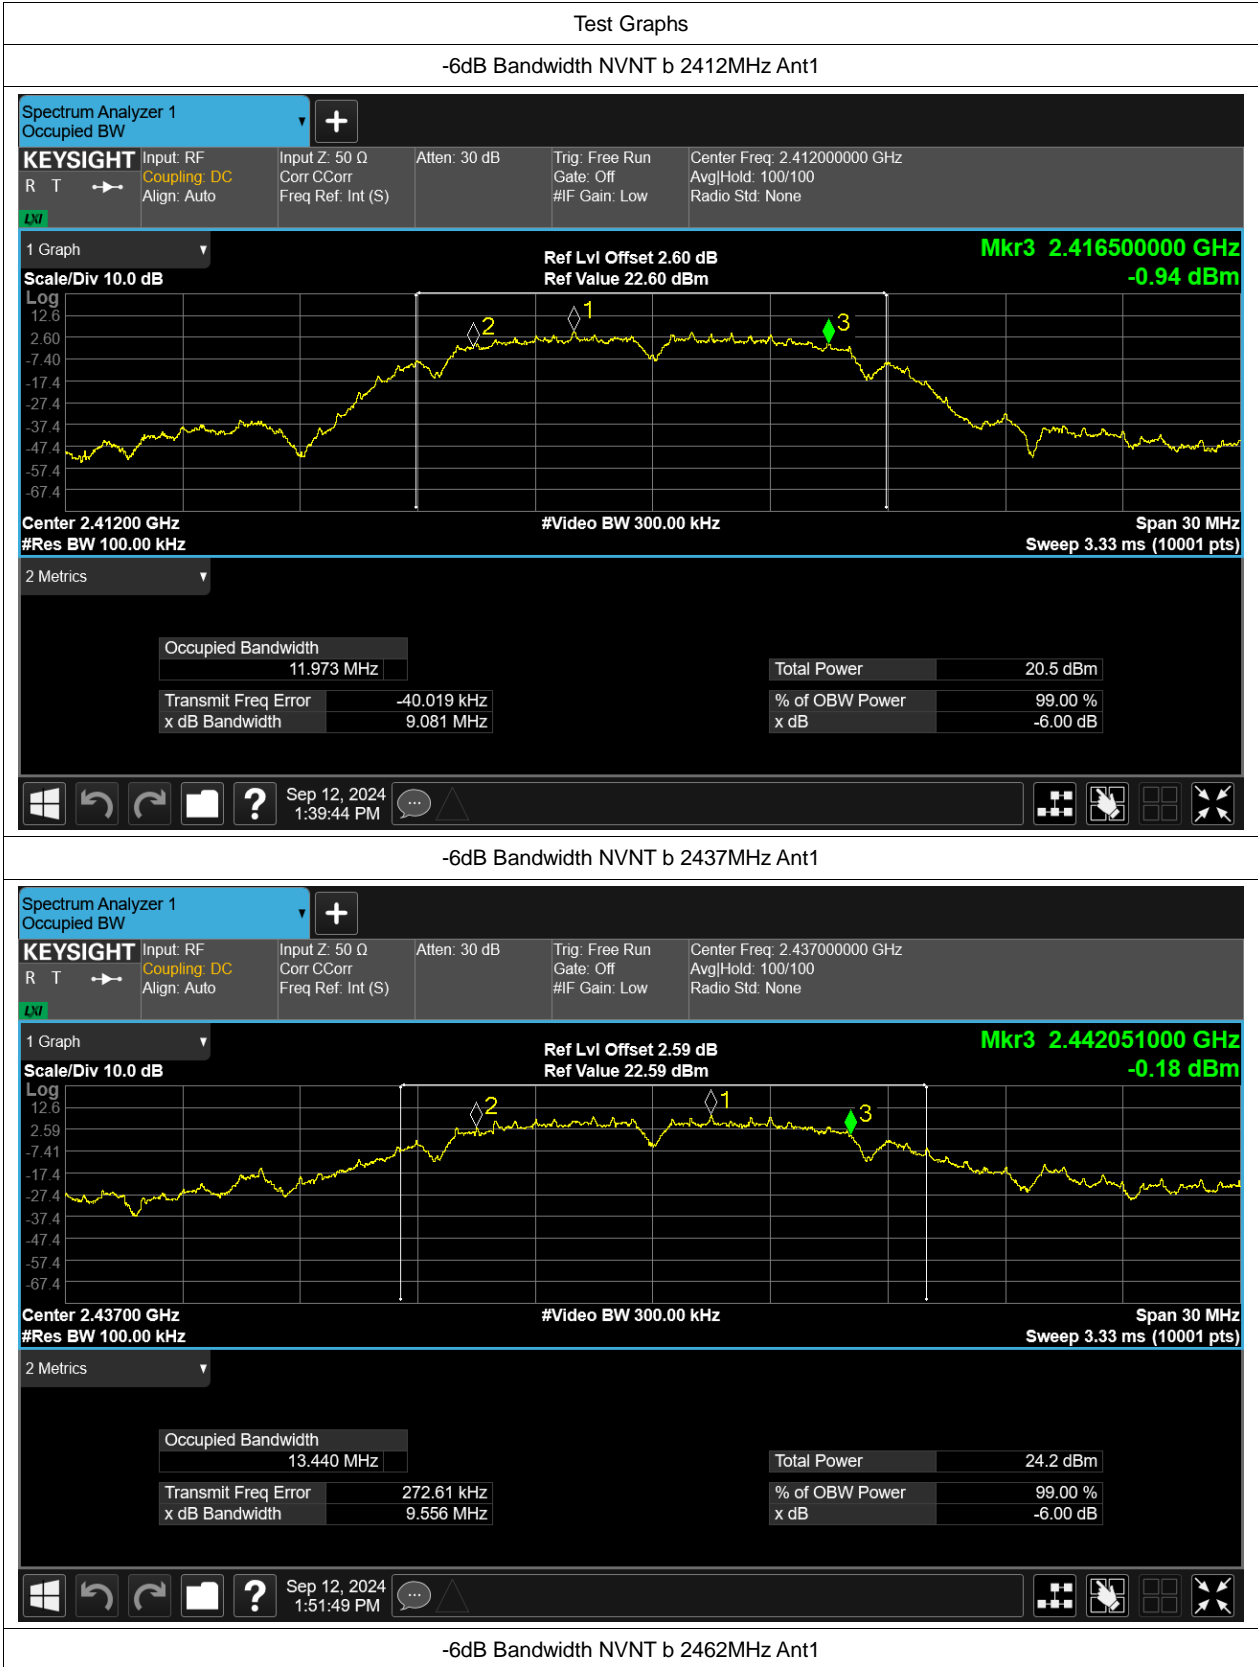 Test Graphs
-6dB Bandwidth NVNT b 2412MHz Ant1
Spectrum Analyzer 1
Occupied BW
KEYSIGHT
R T
LXI
Input: RF
Coupling: DC
Align: Auto
Input Z: 50 Ω
Corr CCorr
Freq Ref: Int (S)
Atten: 30 dB
Trig: Free Run
Gate: Off
#IF Gain: Low
Center Freq: 2.412000000 GHz
Avg|Hold: 100/100
Radio Std: None
1 Graph
Scale/Div 10.0 dB
Ref Lvl Offset 2.60 dB
Ref Value 22.60 dBm
Mkr3 2.416500000 GHz
-0.94 dBm
Log
12.6
2.60
-7.40
-17.4
-27.4
-37.4
-47.4
-57.4
-67.4
2
1
3
Center 2.41200 GHz
#Res BW 100.00 kHz
#Video BW 300.00 kHz
Span 30 MHz
Sweep 3.33 ms (10001 pts)
2 Metrics
Occupied Bandwidth
11.973 MHz
Transmit Freq Error -40.019 kHz
x dB Bandwidth 9.081 MHz
Total Power 20.5 dBm
% of OBW Power 99.00 %
x dB -6.00 dB
?
Sep 12, 2024
1:39:44 PM
-6dB Bandwidth NVNT b 2437MHz Ant1
Spectrum Analyzer 1
Occupied BW
KEYSIGHT
R T
LXI
Input: RF
Coupling: DC
Align: Auto
Input Z: 50 Ω
Corr CCorr
Freq Ref: Int (S)
Atten: 30 dB
Trig: Free Run
Gate: Off
#IF Gain: Low
Center Freq: 2.437000000 GHz
Avg|Hold: 100/100
Radio Std: None
1 Graph
Scale/Div 10.0 dB
Ref Lvl Offset 2.59 dB
Ref Value 22.59 dBm
Mkr3 2.442051000 GHz
-0.18 dBm
Log
12.6
2.59
-7.41
-17.4
-27.4
-37.4
-47.4
-57.4
-67.4
2
1
3
Center 2.43700 GHz
#Res BW 100.00 kHz
#Video BW 300.00 kHz
Span 30 MHz
Sweep 3.33 ms (10001 pts)
2 Metrics
Occupied Bandwidth
13.440 MHz
Transmit Freq Error 272.61 kHz
x dB Bandwidth 9.556 MHz
Total Power 24.2 dBm
% of OBW Power 99.00 %
x dB -6.00 dB
?
Sep 12, 2024
1:51:49 PM
-6dB Bandwidth NVNT b 2462MHz Ant1